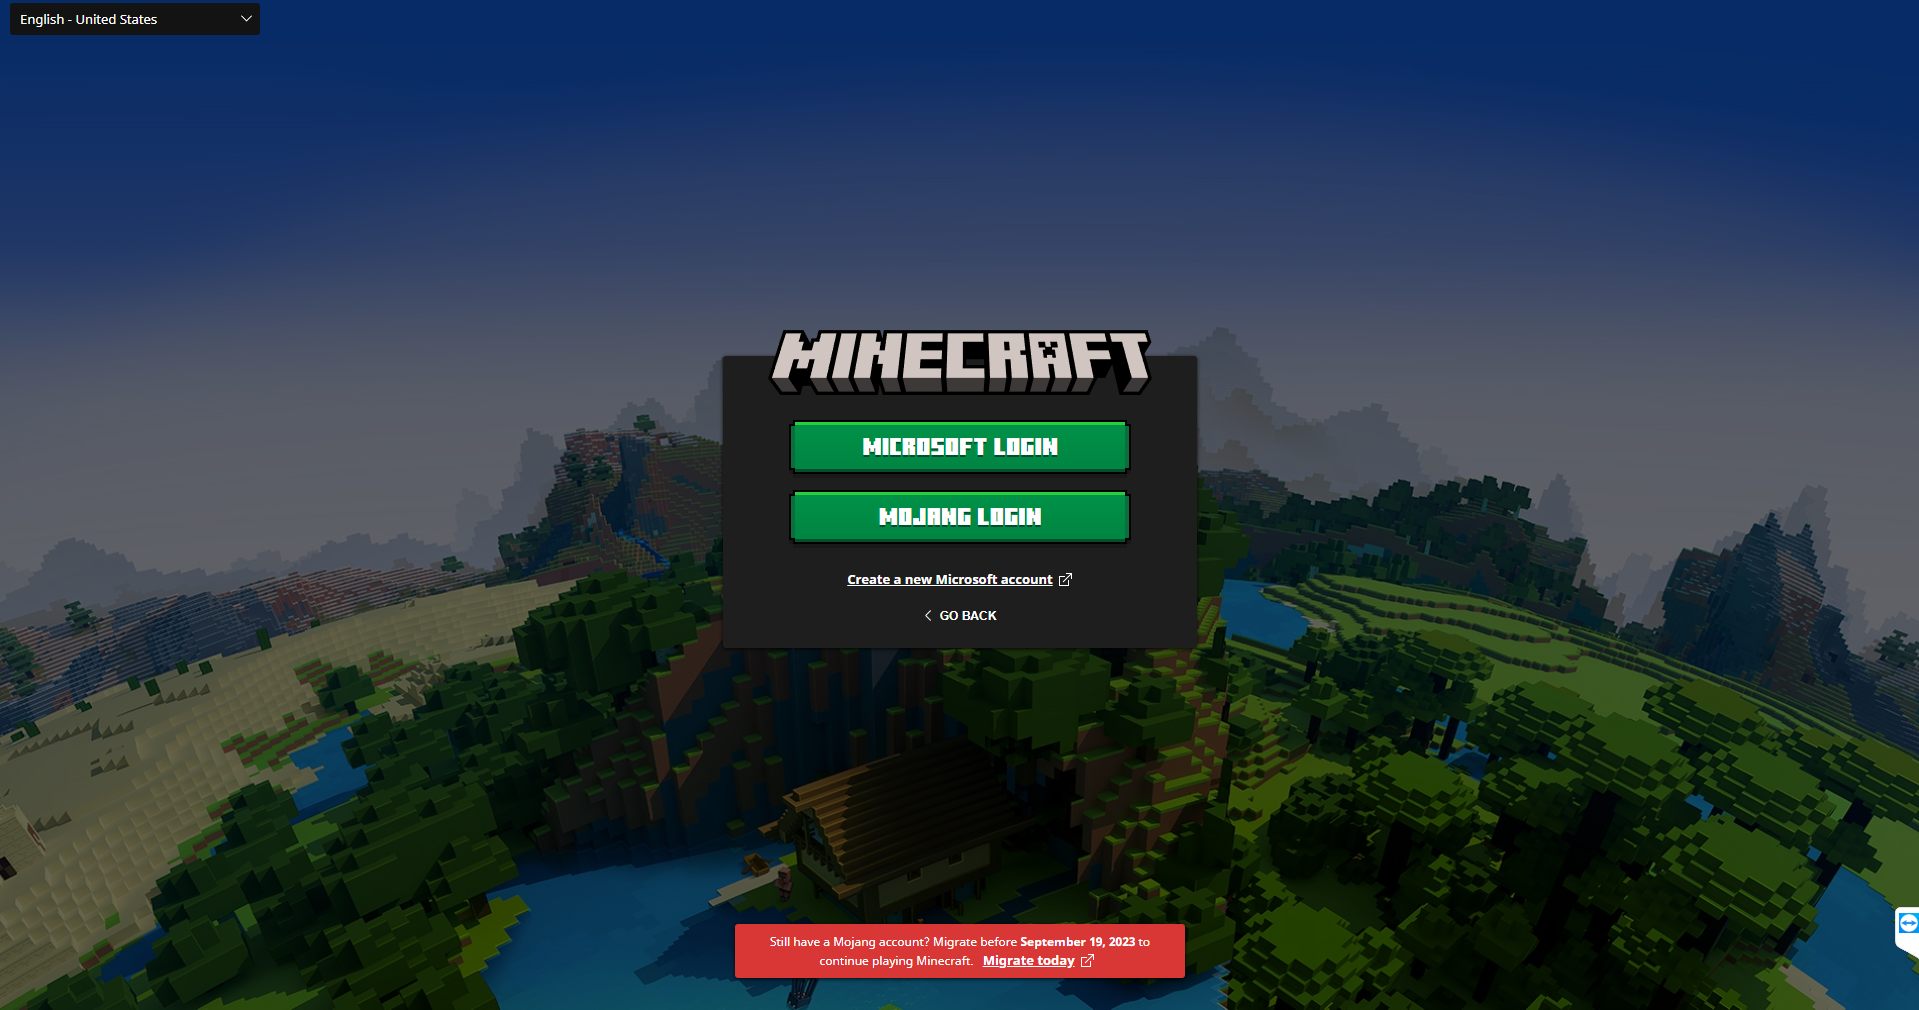 English - United States
MINECRAFT
MICROSOFT LOGIN
MOJANG LOGIN
Create a new Microsoft account
GO BACK
Still have a Mojang account? Migrate before September 19, 2023 to
continue playing Minecraft. Migrate today